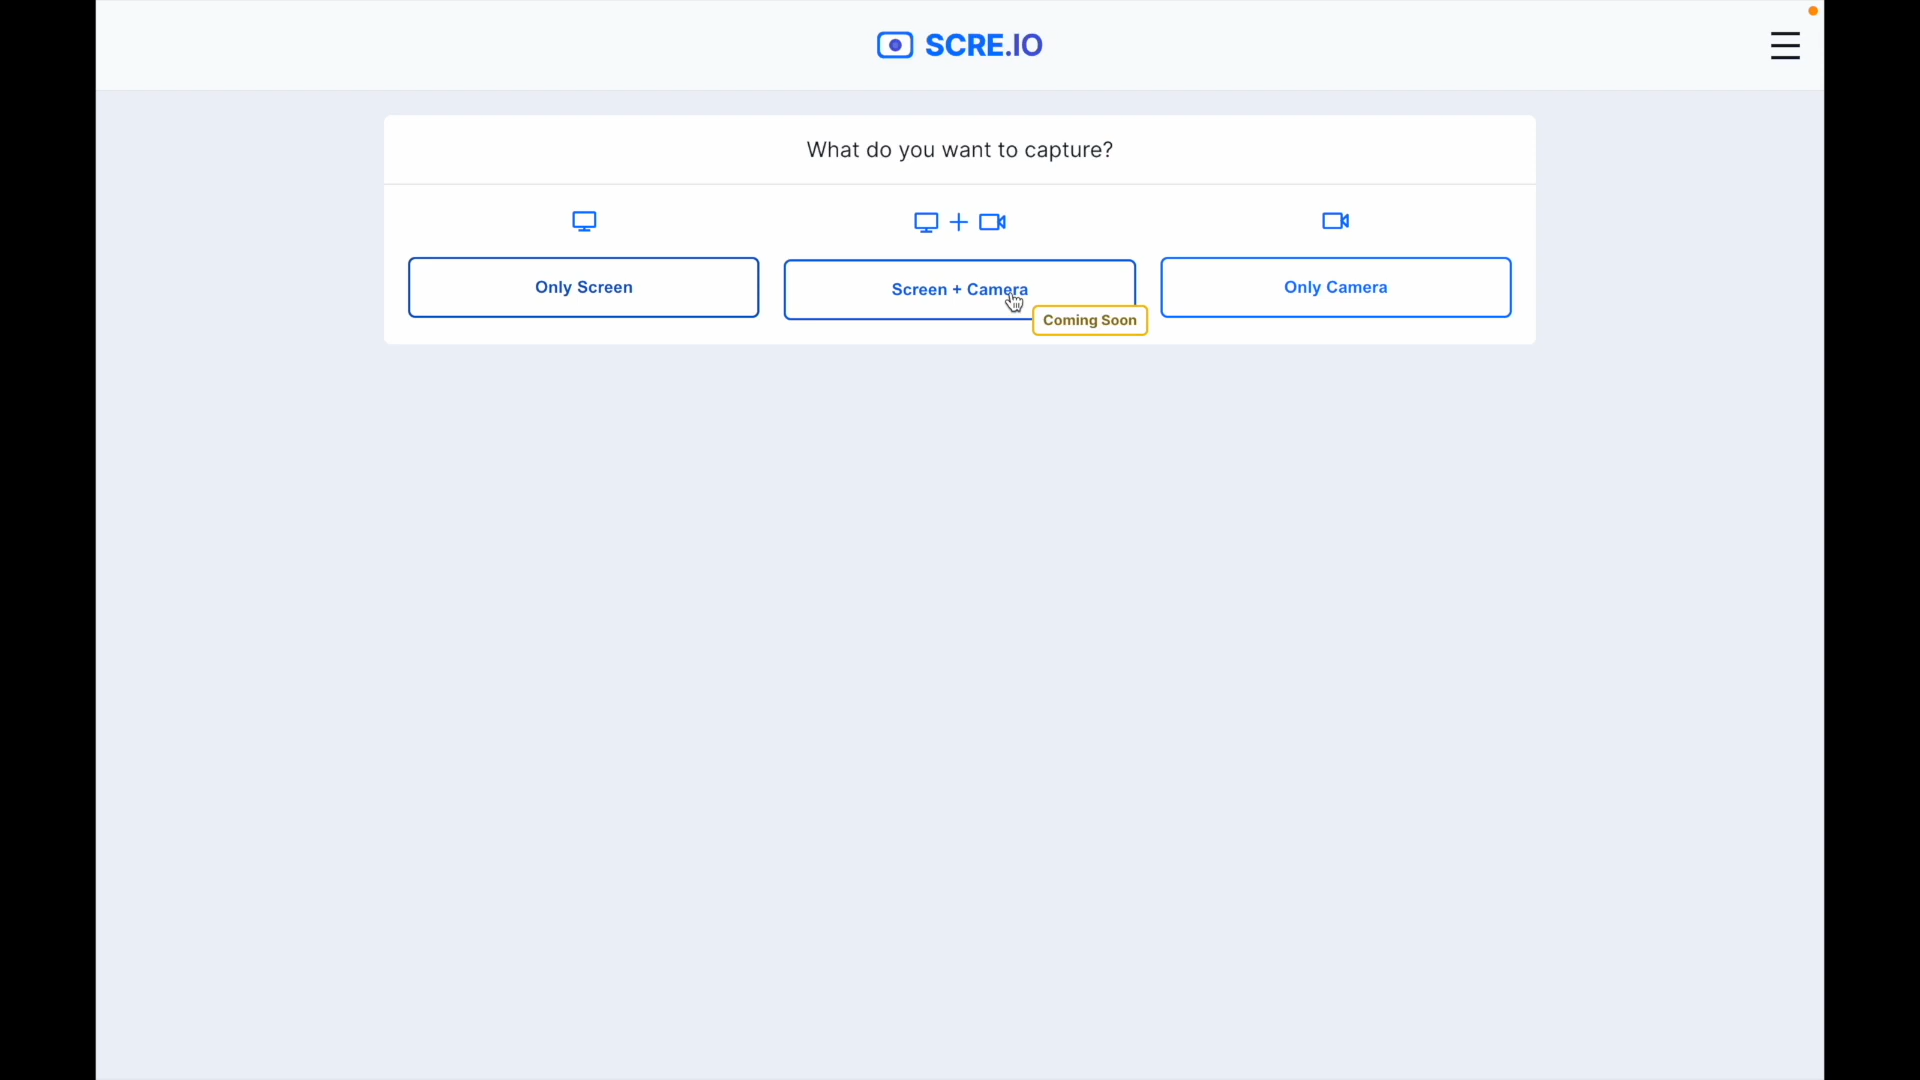 SCRE.IO
What do you want to capture?
Only Screen
Screen + Camera
Coming Soon
Only Camera